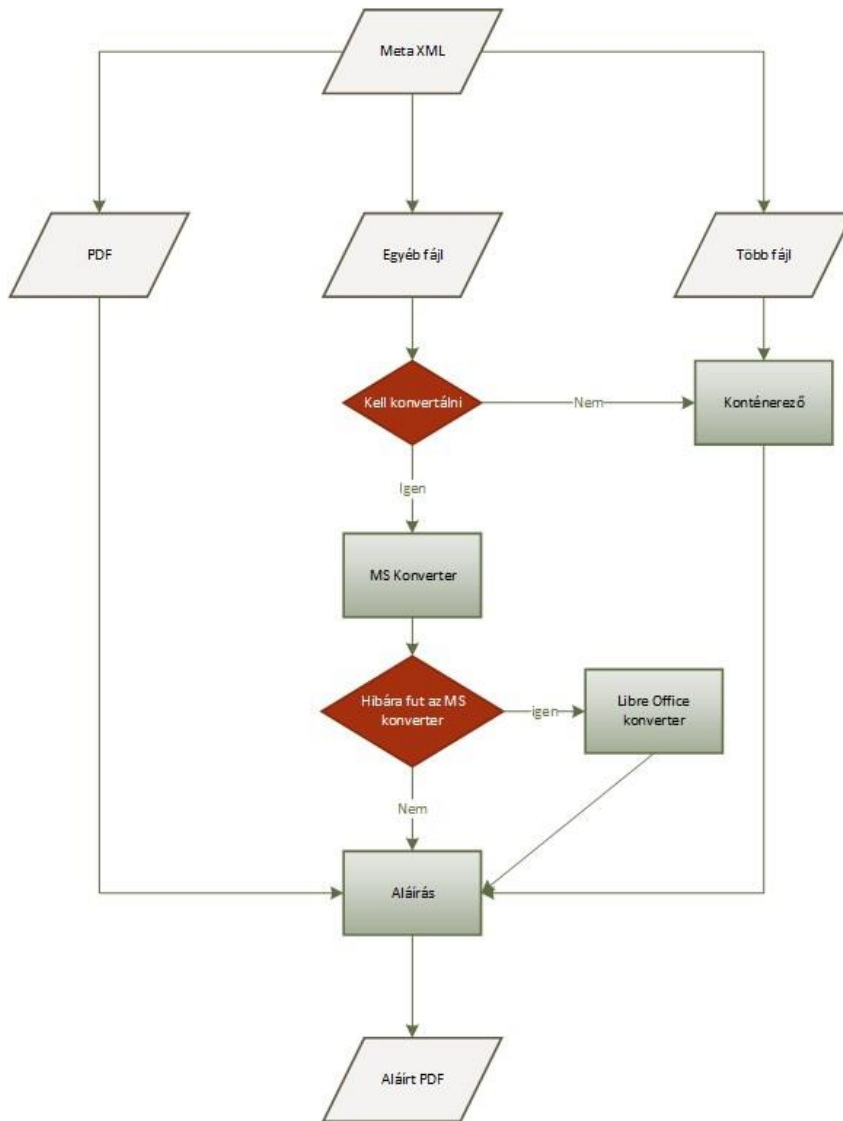 Meta XML
PDF
Egyéb fájl
Több fájl
Kell konvertálni
Nem
Konténerező
Igen
MS Konverter
Hibára fut az MS
konverter
igen
Libre Office
konverter
Nem
Aláírás
Aláírt PDF